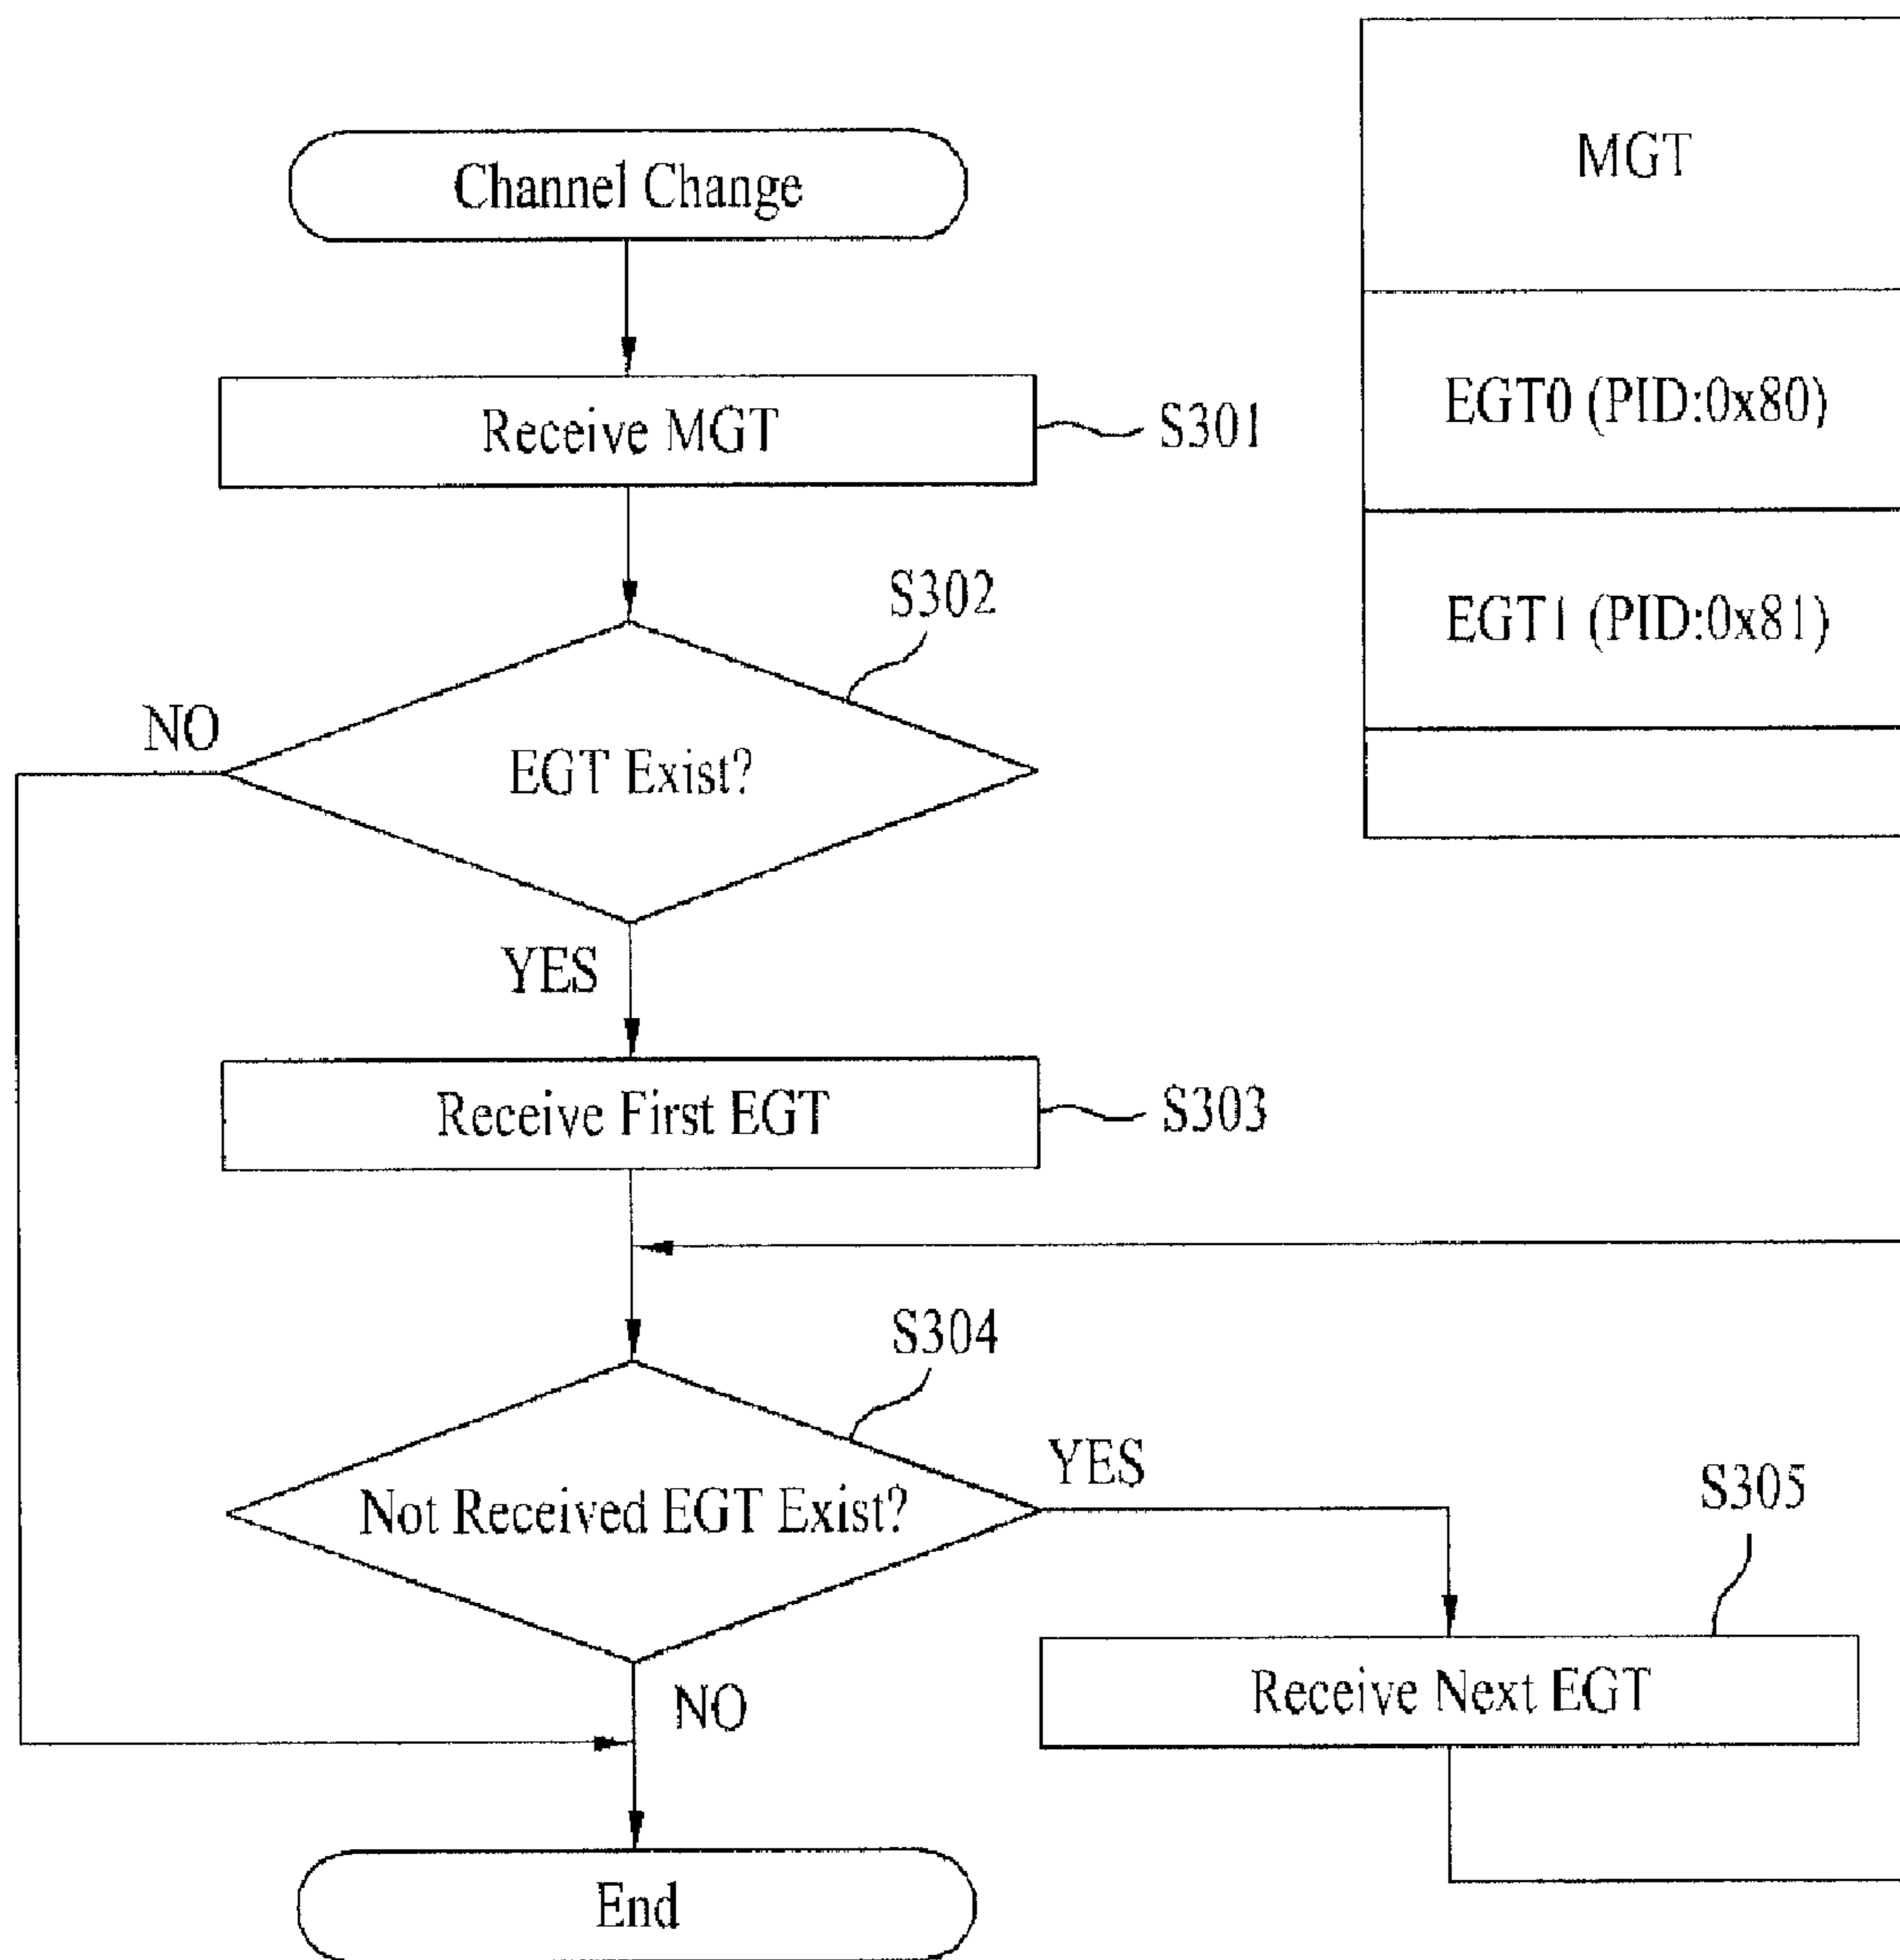 Channel Change
Receive MGT
S301
S302
EGT Exist?
NO
YES
Receive First EGT
S303
S304
Not Received EGT Exist?
YES
NO
S305
Receive Next EGT
End
MGT
EGT0 (PID:0x80)
EGT1 (PID:0x81)